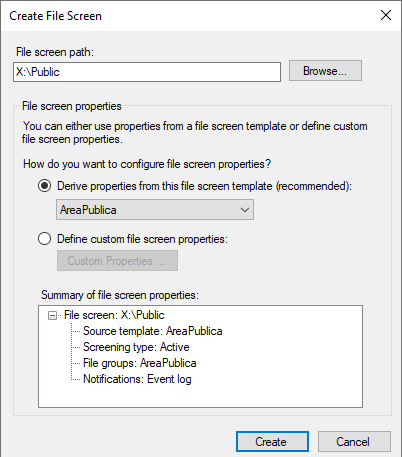 Create File Screen
File screen path:
X:\Public
Browse...
File screen properties
You can either use properties from a file screen template or define custom
file screen properties.
How do you want to configure file screen properties?
Derive properties from this file screen template (recommended):
AreaPublica
Define custom file screen properties:
Custom Properties ...
Summary of file screen properties:
File screen: X:\Public
Source template: AreaPublica
Screening type: Active
File groups: AreaPublica
Notifications: Event log
Create
Cancel